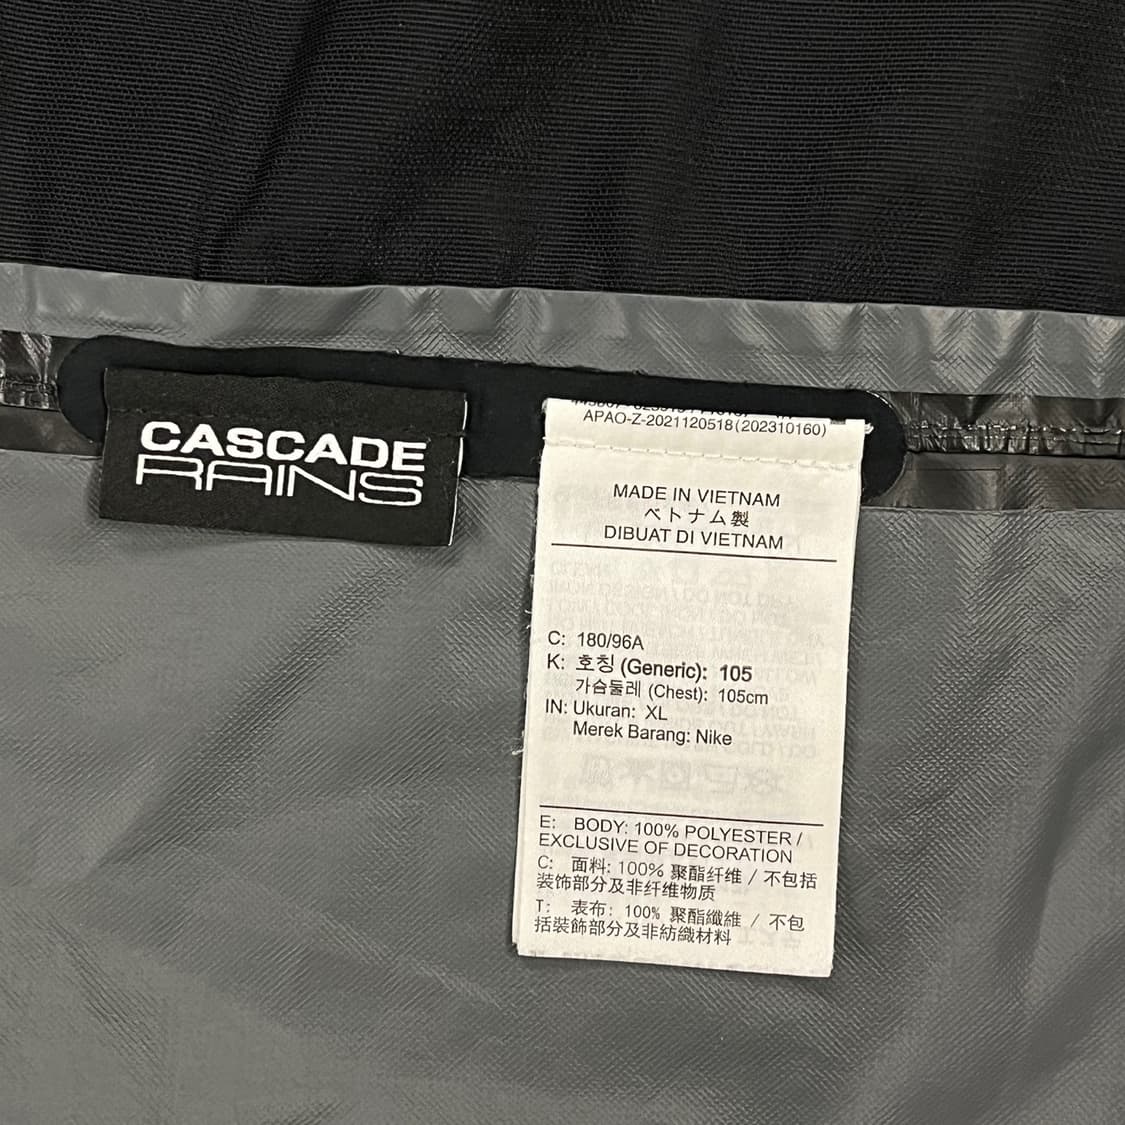 CASCADE
RAINS
APAO-Z-2021120518(202310160)
MADE IN VIETNAM
ベトナム製
DIBUAT DI VIETNAM
C: 180/96A
K: 호칭 (Generic): 105
가슴둘레 (Chest): 105cm
IN: Ukuran: XL
Merek Barang: Nike
E: BODY: 100% POLYESTER /
EXCLUSIVE OF DECORATION
C: 面料: 100% 聚酯纤维 / 不包括
装饰部分及非纤维物质
T: 表布: 100% 聚酯纖維 / 不包
括裝飾部分及非紡織材料